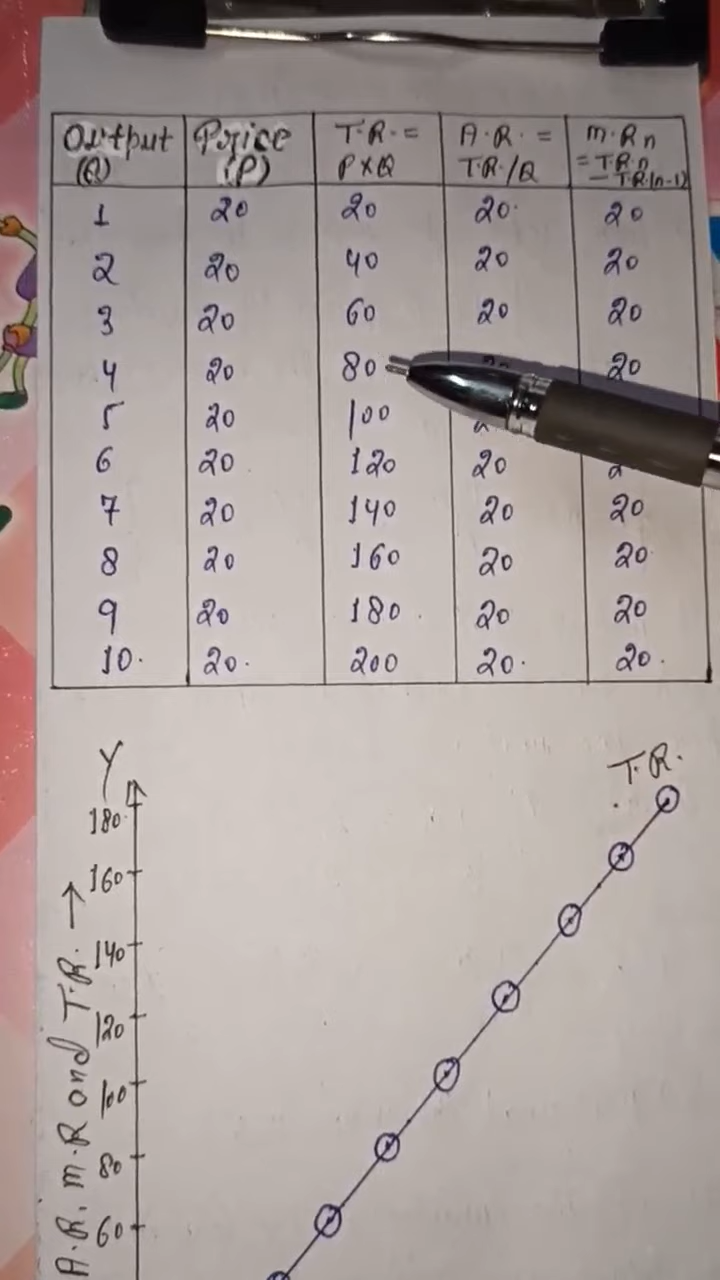 Output (Q) Price (P) T.R. = P×Q A.R. = T.R./Q M.Rn = T.R.n - T.R.(n-1)
1 20 20 20. 20
2 20 40 20 20
3 20 60 20 20
4 20 80 20
5 20 100
6 20 120 20
7 20 140 20 20
8 20 160 20 20
9 20 180 20 20
10. 20. 200 20. 20.
Y
T.R.
180
160
140
120
100
80
60
A.R, M.R and T.R. →